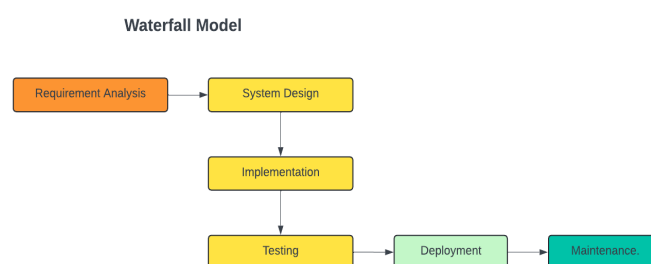 Waterfall Model
Requirement Analysis
System Design
Implementation
Testing
Deployment
Maintenance.